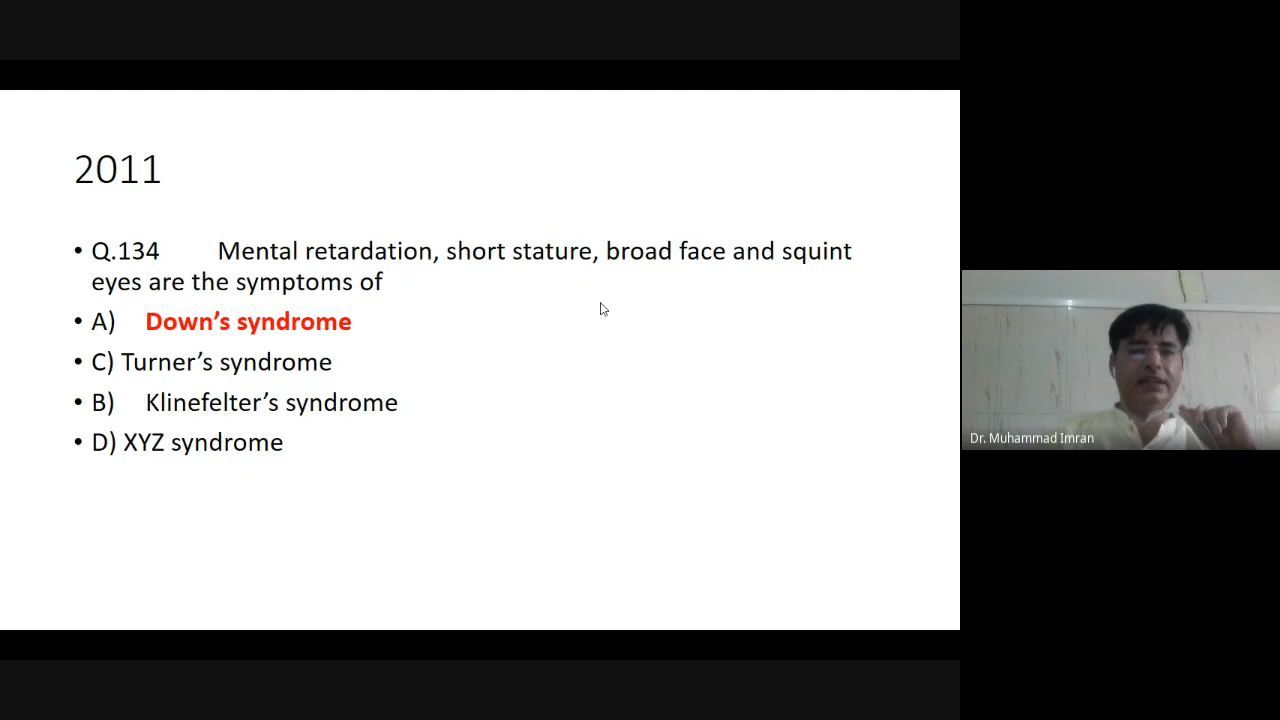 2011
• Q.134 Mental retardation, short stature, broad face and squint
eyes are the symptoms of
• A) Down’s syndrome
• C) Turner’s syndrome
• B) Klinefelter’s syndrome
• D) XYZ syndrome
Dr. Muhammad Imran